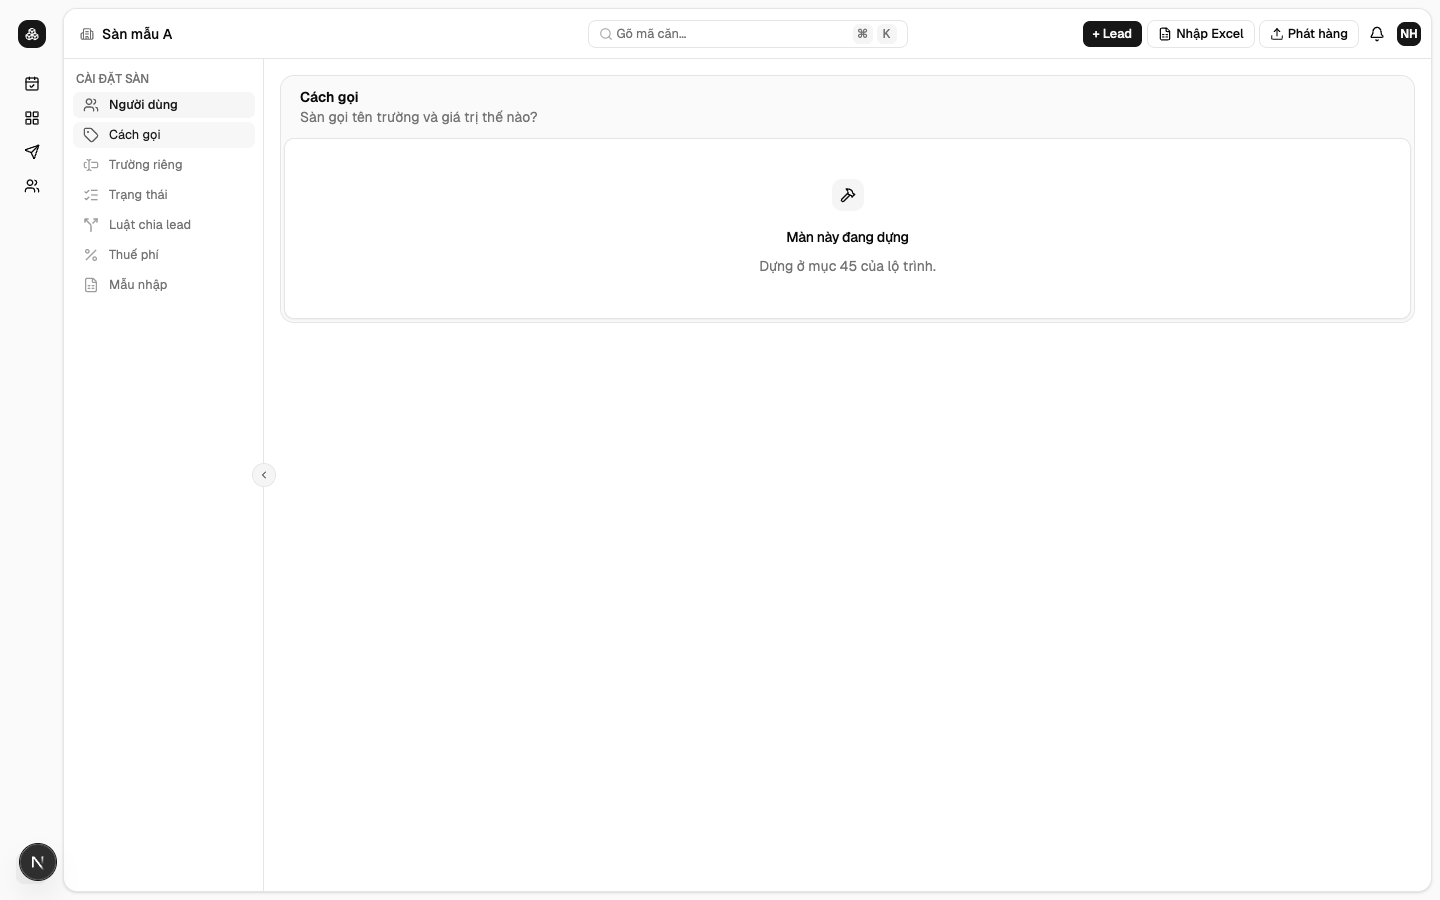 Sàn mẫu A
Gõ mã căn...
⌘ K
+ Lead
Nhập Excel
Phát hàng
NH
CÀI ĐẶT SÀN
Người dùng
Cách gọi
Trường riêng
Trạng thái
Luật chia lead
Thuế phí
Mẫu nhập
Cách gọi
Sàn gọi tên trường và giá trị thế nào?
Màn này đang dựng
Dựng ở mục 45 của lộ trình.
N